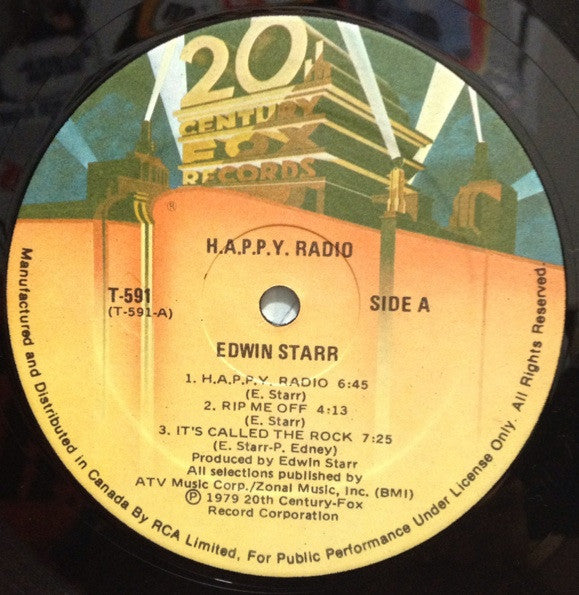 20th
CENTURY
FOX
RECORDS
®
H.A.P.P.Y. RADIO
T-591
(T-591-A)
SIDE A
EDWIN STARR
1. H.A.P.P.Y. RADIO 6:45
(E. Starr)
2. RIP ME OFF 4:13
(E. Starr)
3. IT'S CALLED THE ROCK 7:25
(E. Starr-P. Edney)
Produced by Edwin Starr
All selections published by
ATV Music Corp./Zonal Music, Inc. (BMI)
℗ 1979 20th Century-Fox
Record Corporation
Manufactured and Distributed in Canada By RCA Limited, For Public Performance Under License Only. All Rights Reserved.